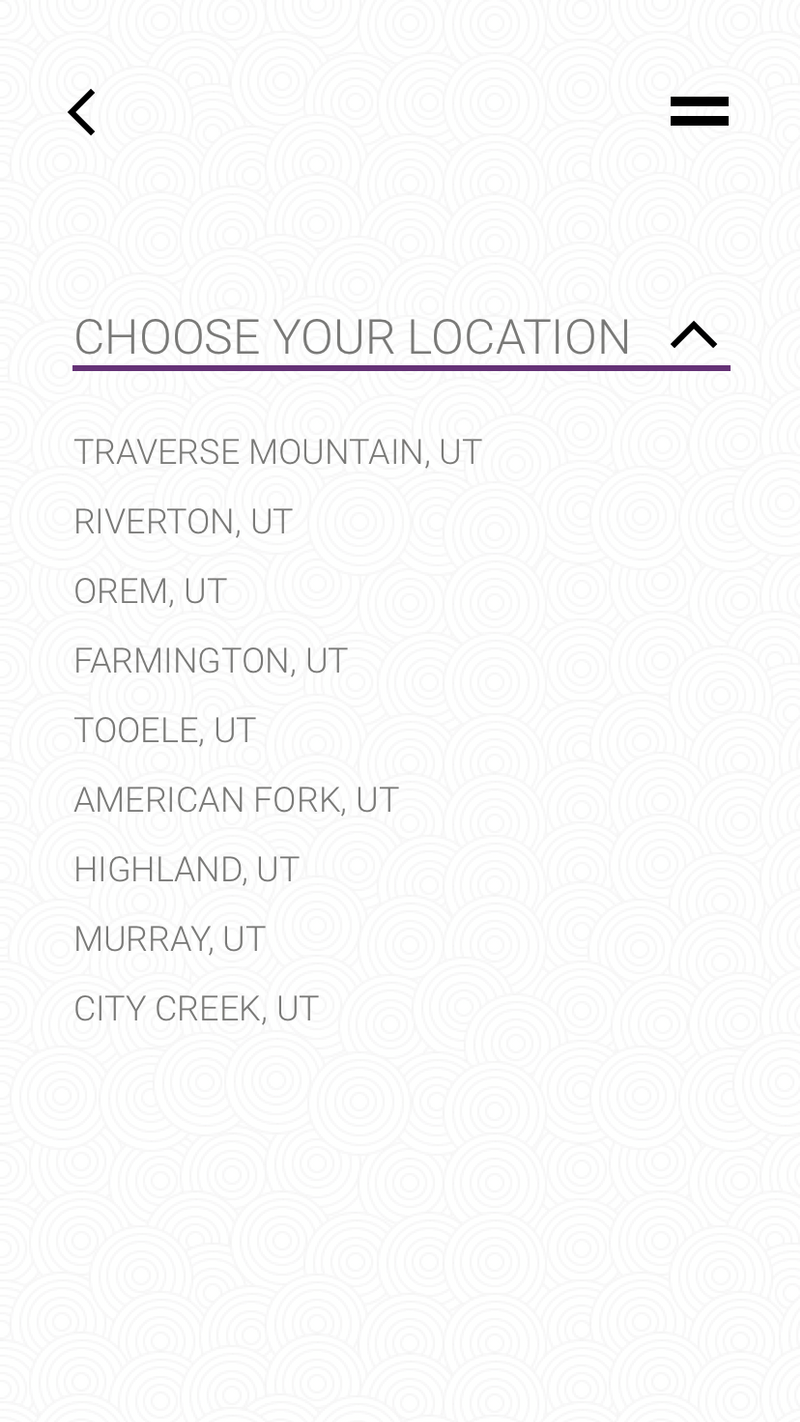 CHOOSE YOUR LOCATION
TRAVERSE MOUNTAIN, UT
RIVERTON, UT
OREM, UT
FARMINGTON, UT
TOOELE, UT
AMERICAN FORK, UT
HIGHLAND, UT
MURRAY, UT
CITY CREEK, UT